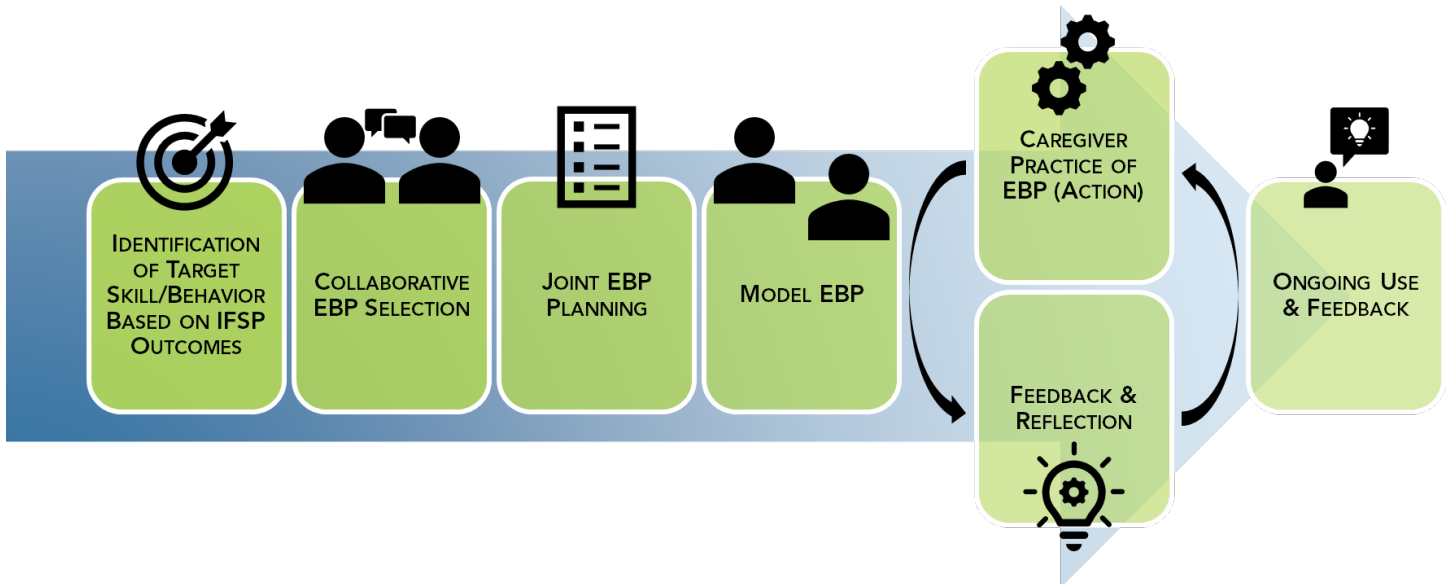 Identification
of Target
Skill/Behavior
Based on IFSP
Outcomes
Collaborative
EBP Selection
Joint EBP
Planning
Model EBP
Caregiver
Practice of
EBP (Action)
Feedback &
Reflection
Ongoing Use
& Feedback